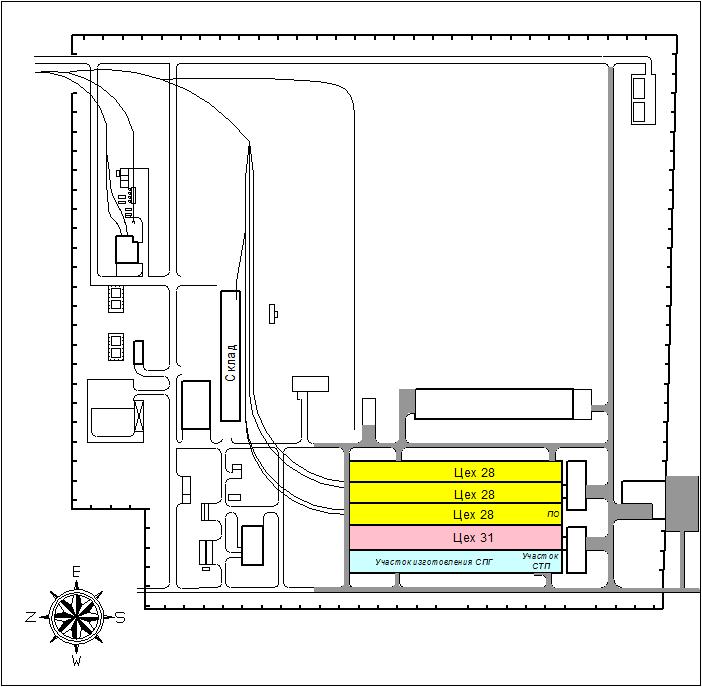 Склад
Цех 28
Цех 28
Цех 28
ПО
Цех 31
Участок изготовления СПГ
Участок
СТП
E
Z
S
W